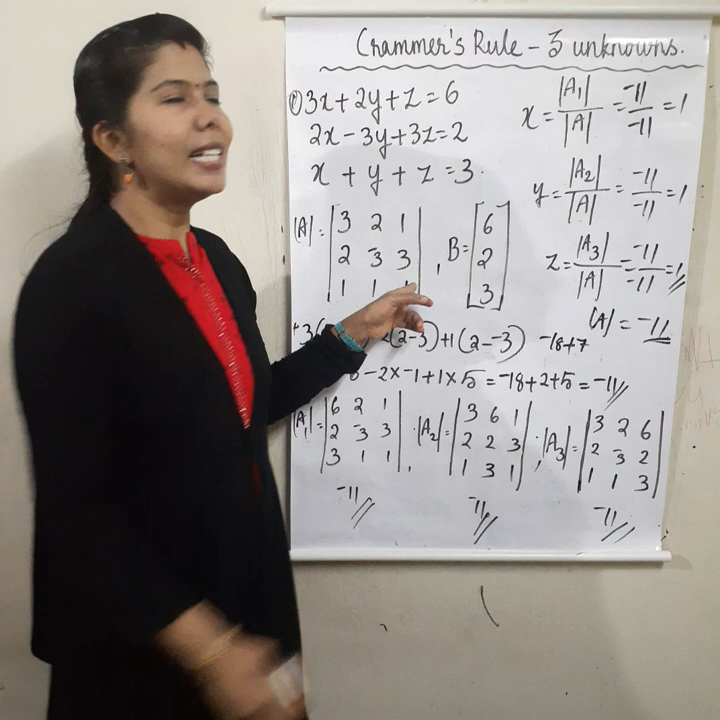 Crammer's Rule - 3 unknowns.
① 3x + 2y + z = 6
2x - 3y + 3z = 2
x + y + z = 3.
x = |A₁| / |A| = -11 / -11 = 1
y = |A₂| / |A| = -11 / -11 = 1
z = |A₃| / |A| = -11 / -11 = 1
|A| = -11
|A| = | 3 2 1 | , B = [ 6 ]
| 2 -3 3 | [ 2 ]
| 1 1 1 | [ 3 ]
+3( (2-3) +1(2--3) -18+7
-2x-1+1x5 = -18+2+5 = -11
|A₁| = | 6 2 1 | , |A₂| = | 3 6 1 | ; |A₃| = | 3 2 6 |
| 2 -3 3 | | 2 2 3 | | 2 -3 2 |
| 3 1 1 | | 1 3 1 | | 1 1 3 |
-11 -11 -11